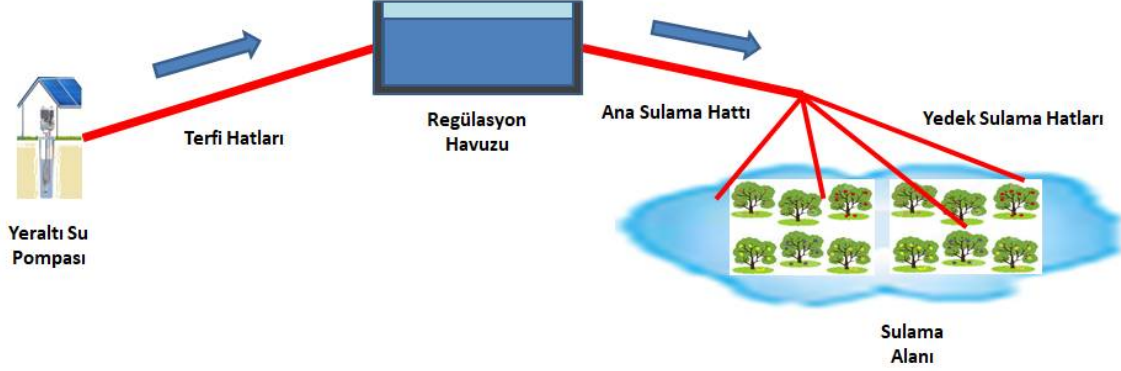 Yeraltı Su
Pompası
Terfi Hatları
Regülasyon
Havuzu
Ana Sulama Hattı
Yedek Sulama Hatları
Sulama
Alanı